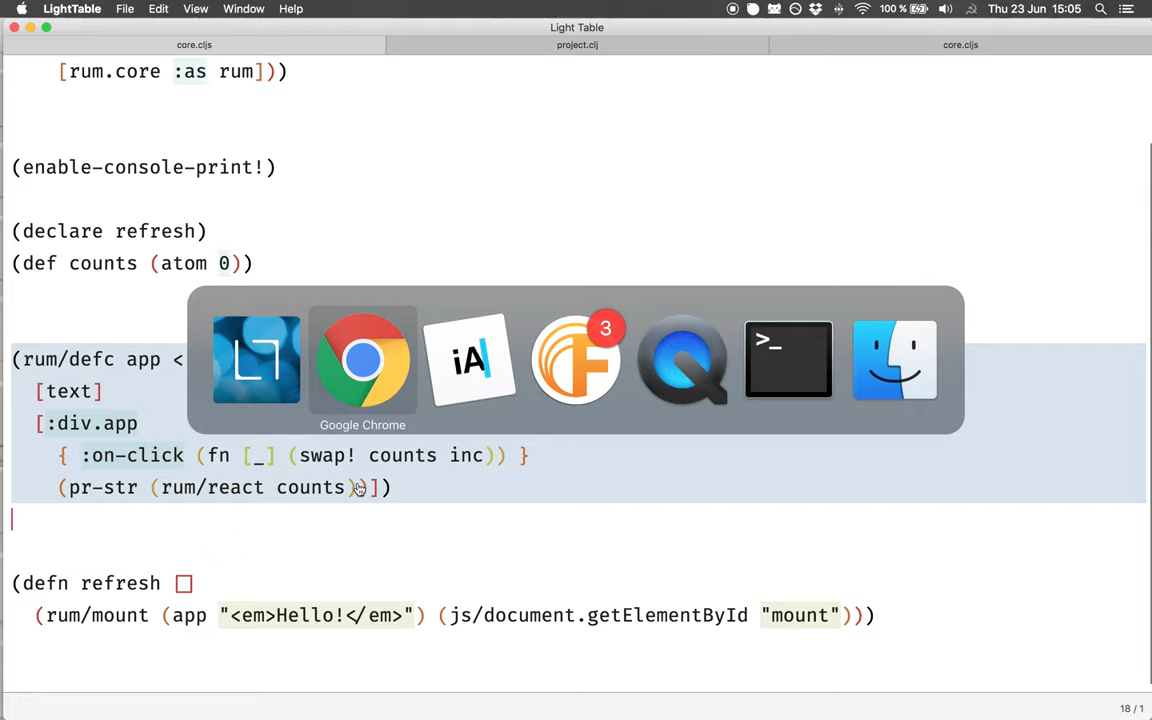 LightTable File Edit View Window Help 100 % Thu 23 Jun 15:05
Light Table
core.cljs project.clj core.cljs
[rum.core :as rum]))
(enable-console-print!)
(declare refresh)
(def counts (atom 0))
(rum/defc app <
[text]
[:div.app
{ :on-click (fn [_] (swap! counts inc)) }
(pr-str (rum/react counts))])
(defn refresh []
(rum/mount (app "<em>Hello!</em>") (js/document.getElementById "mount")))
iA
3
>_
Google Chrome
18 / 1